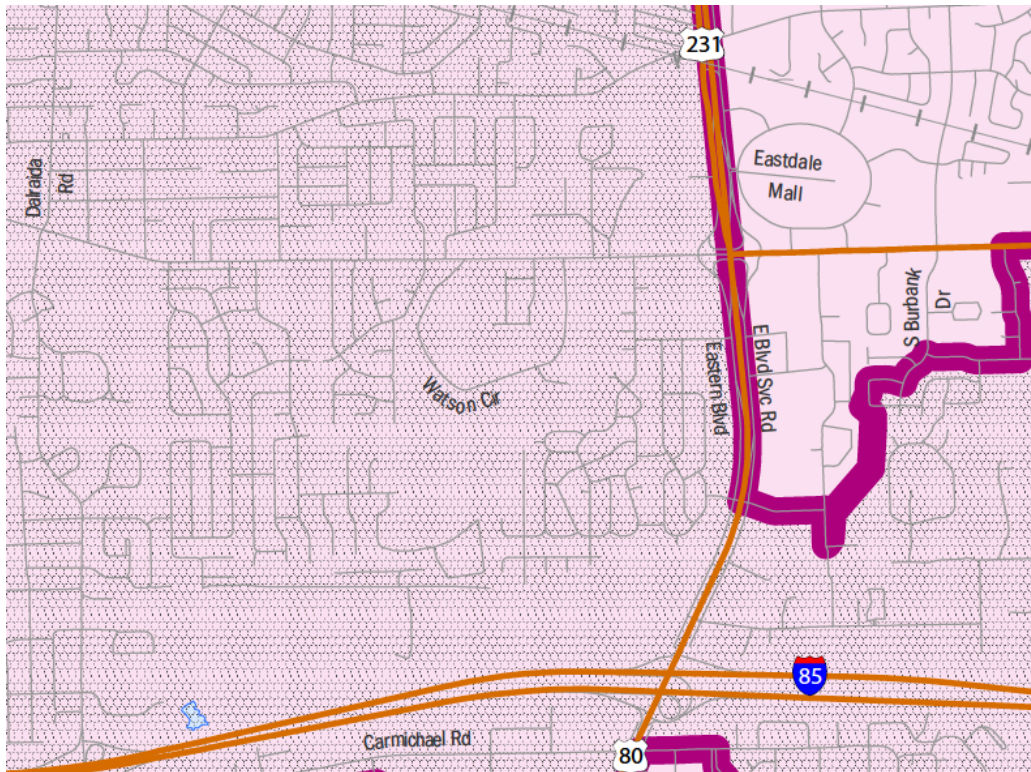 231
Eastdale
Mall
Dalraida
Rd
S Burbank
Dr
E Blvd Svc Rd
Eastern Blvd
Watson Cir
85
Carmichael Rd
80